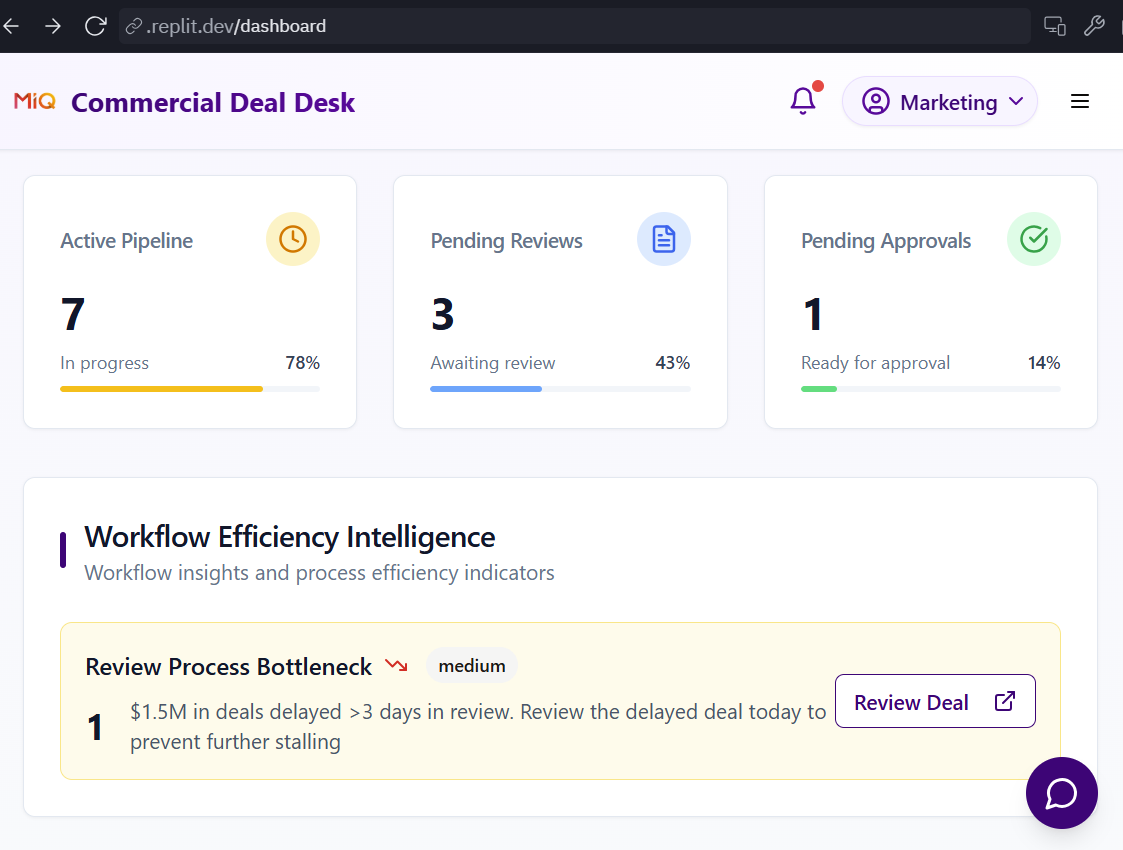 .replit.dev/dashboard
MiQ Commercial Deal Desk
Marketing
Active Pipeline
7
In progress 78%
Pending Reviews
3
Awaiting review 43%
Pending Approvals
1
Ready for approval 14%
Workflow Efficiency Intelligence
Workflow insights and process efficiency indicators
Review Process Bottleneck medium
1
$1.5M in deals delayed >3 days in review. Review the delayed deal today to
prevent further stalling
Review Deal